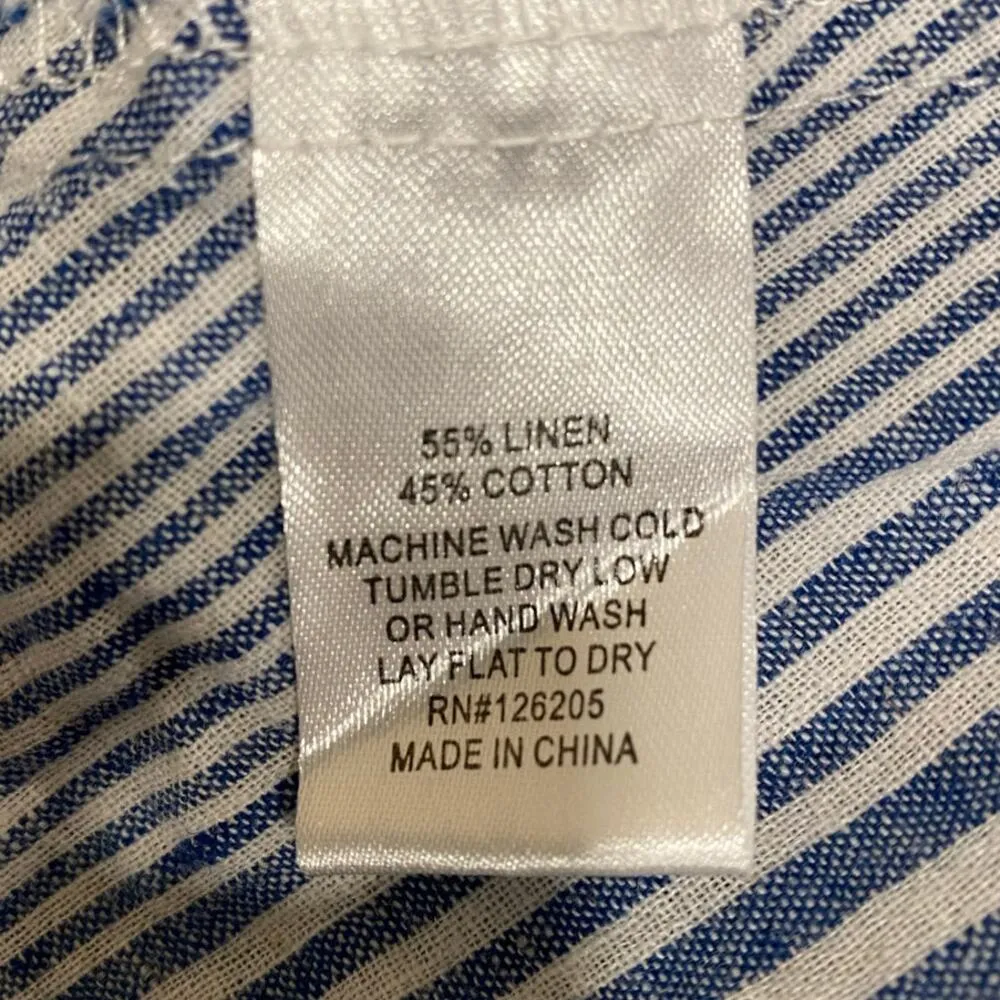 55% LINEN
45% COTTON
MACHINE WASH COLD
TUMBLE DRY LOW
OR HAND WASH
LAY FLAT TO DRY
RN#126205
MADE IN CHINA